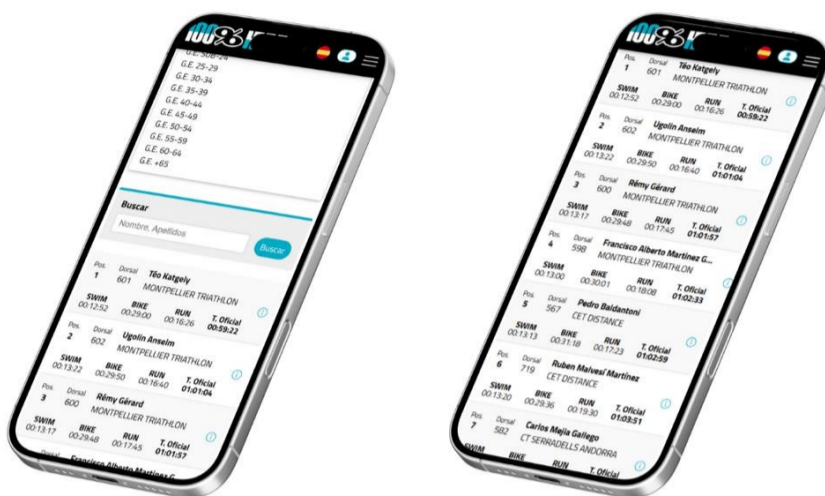 100%
G.E. 25-29
G.E. 30-34
G.E. 35-39
G.E. 40-44
G.E. 45-49
G.E. 50-54
G.E. 55-59
G.E. 60-64
G.E. +65
Buscar
Nombre, Apellidos
Buscar
Pos. Dorsal Têo Katgely
1 601 MONTPELLIER TRIATHLON
SWIM BIKE RUN T. Oficial
00:12:52 00:29:00 00:16:26 00:59:22
Pos. Dorsal Ugolin Anselm
2 602 MONTPELLIER TRIATHLON
SWIM BIKE RUN T. Oficial
00:13:22 00:29:50 00:16:40 01:01:04
Pos. Dorsal Rémy Gérard
3 600 MONTPELLIER TRIATHLON
SWIM BIKE RUN T. Oficial
00:13:17 00:29:48 00:17:45 01:01:57
Dorsal Francisco Alberto Martínez G...
100%
Pos. Dorsal Têo Katgely
1 601 MONTPELLIER TRIATHLON
SWIM BIKE RUN T. Oficial
00:12:52 00:29:00 00:16:26 00:59:22
Pos. Dorsal Ugolin Anselm
2 602 MONTPELLIER TRIATHLON
SWIM BIKE RUN T. Oficial
00:13:22 00:29:50 00:16:40 01:01:04
Pos. Dorsal Rémy Gérard
3 600 MONTPELLIER TRIATHLON
SWIM BIKE RUN T. Oficial
00:13:17 00:29:48 00:17:45 01:01:57
Pos. Dorsal Francisco Alberto Martínez G...
4 598 MONTPELLIER TRIATHLON
SWIM BIKE RUN T. Oficial
00:13:00 00:30:01 00:18:08 01:02:33
Pos. Dorsal Pedro Baldantoni
5 567 CET DISTANCE
SWIM BIKE RUN T. Oficial
00:13:13 00:31:18 00:17:23 01:02:59
Pos. Dorsal Ruben Malvesí Martínez
6 719 CET DISTANCE
SWIM BIKE RUN T. Oficial
00:13:20 00:29:36 00:19:30 01:03:51
Pos. Dorsal Carlos Mejía Gallego
7 582 CT SERRADELLS ANDORRA
SWIM BIKE RUN T. Oficial